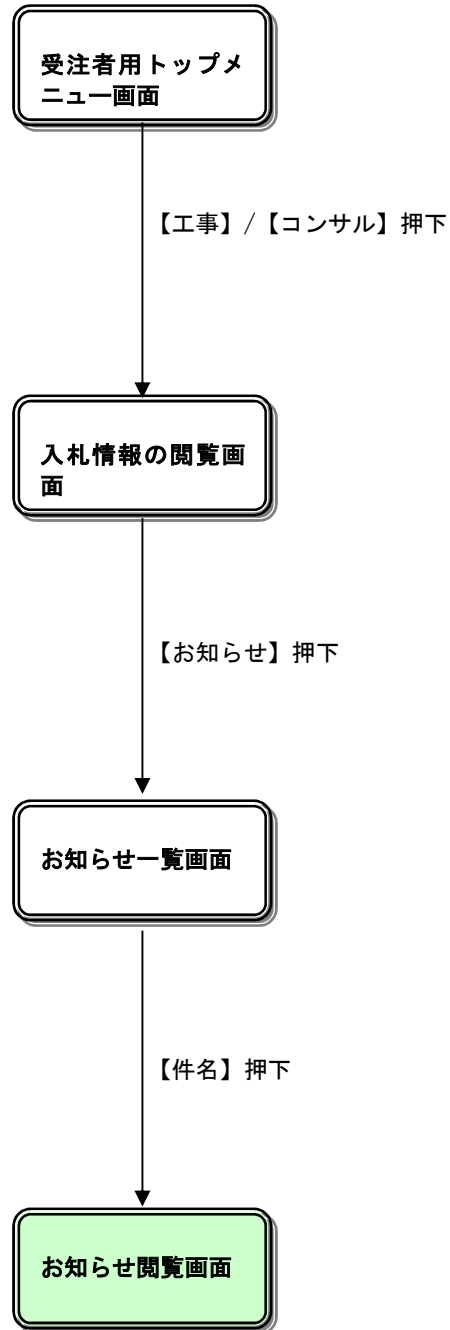 受注者用トップメ
ニュー画面
【工事】/【コンサル】押下
入札情報の閲覧画
面
【お知らせ】押下
お知らせ一覧画面
【件名】押下
お知らせ閲覧画面